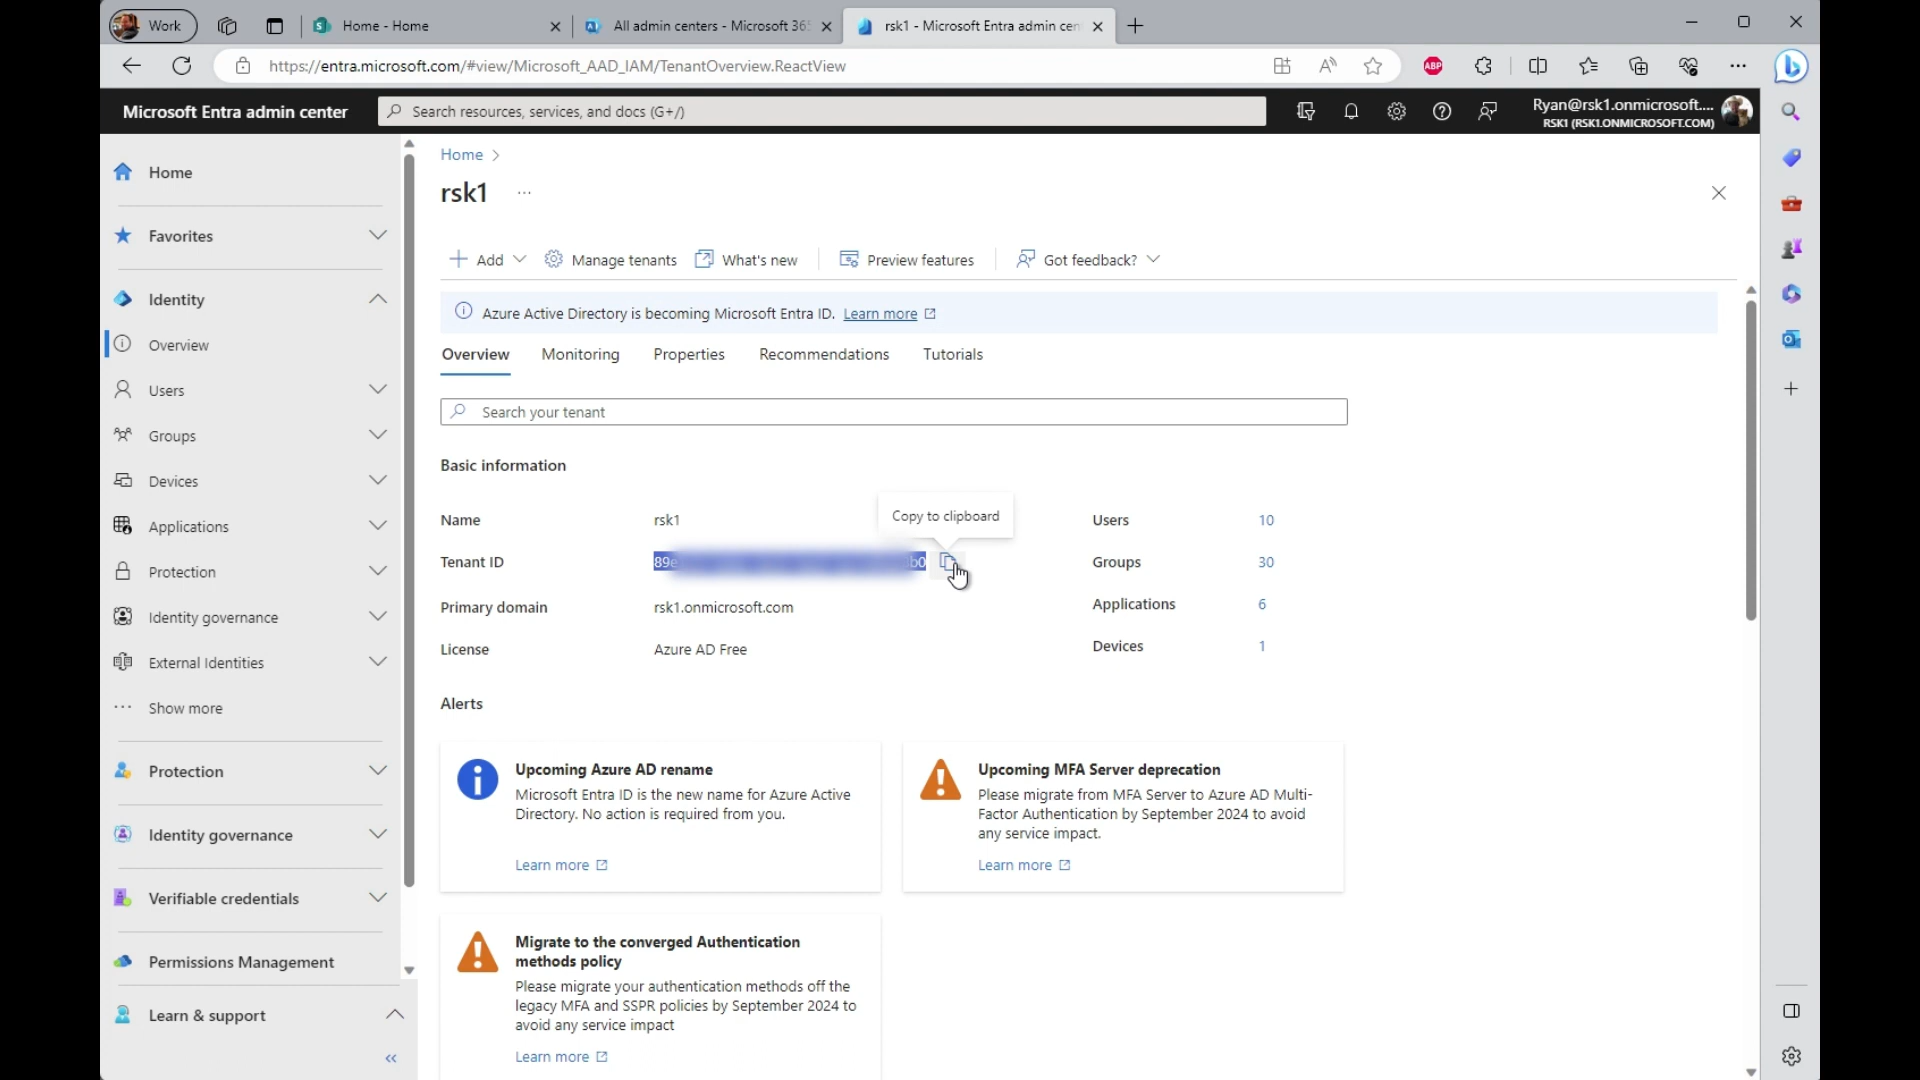 Work
Home - Home
All admin centers - Microsoft 365
rsk1 - Microsoft Entra admin cen
https://entra.microsoft.com/#view/Microsoft_AAD_IAM/TenantOverview.ReactView
ABP
Microsoft Entra admin center
Search resources, services, and docs (G+/)
Ryan@rsk1.onmicrosoft....
RSK1 (RSK1.ONMICROSOFT.COM)
Home
Favorites
Identity
Overview
Users
Groups
Devices
Applications
Protection
Identity governance
External Identities
Show more
Protection
Identity governance
Verifiable credentials
Permissions Management
Learn & support
Home >
rsk1 ...
Add
Manage tenants
What's new
Preview features
Got feedback?
Azure Active Directory is becoming Microsoft Entra ID. Learn more
Overview
Monitoring
Properties
Recommendations
Tutorials
Search your tenant
Basic information
Copy to clipboard
Name rsk1
Users 10
Tenant ID 89e b0
Groups 30
Primary domain rsk1.onmicrosoft.com
Applications 6
License Azure AD Free
Devices 1
Alerts
Upcoming Azure AD rename
Microsoft Entra ID is the new name for Azure Active
Directory. No action is required from you.
Learn more
Upcoming MFA Server deprecation
Please migrate from MFA Server to Azure AD Multi-
Factor Authentication by September 2024 to avoid
any service impact.
Learn more
Migrate to the converged Authentication
methods policy
Please migrate your authentication methods off the
legacy MFA and SSPR policies by September 2024 to
avoid any service impact
Learn more